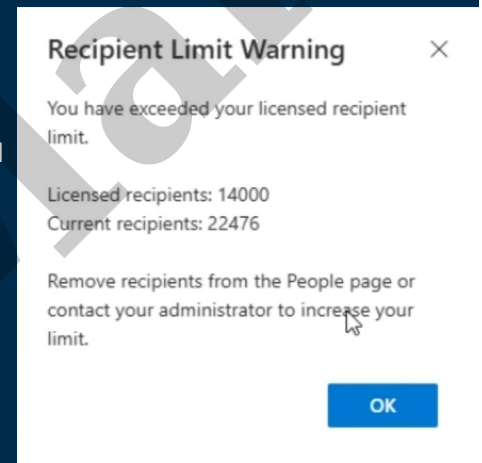 Recipient Limit Warning
You have exceeded your licensed recipient
limit.
Licensed recipients: 14000
Current recipients: 22476
Remove recipients from the People page or
contact your administrator to increase your
limit.
OK